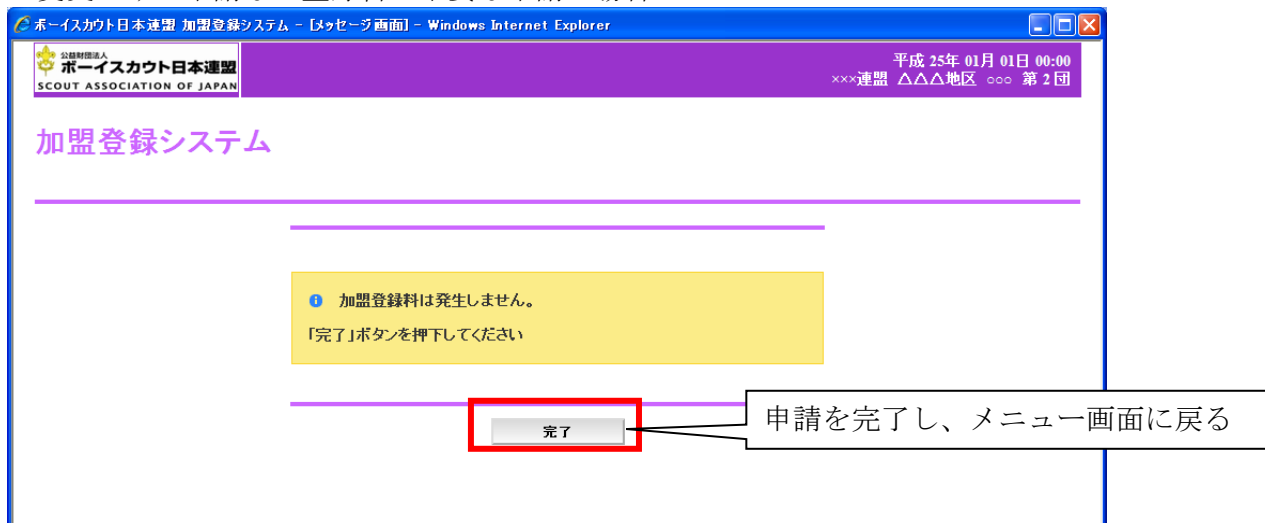 ボーイスカウト日本連盟 加盟登録システム - [メッセージ画面] - Windows Internet Explorer
公益財団法人
ボーイスカウト日本連盟
SCOUT ASSOCIATION OF JAPAN
平成 25年 01月 01日 00:00
×××連盟 △△△地区 ○○○ 第 2 団
加盟登録システム
加盟登録料は発生しません。
「完了」ボタンを押下してください
完了
申請を完了し、メニュー画面に戻る